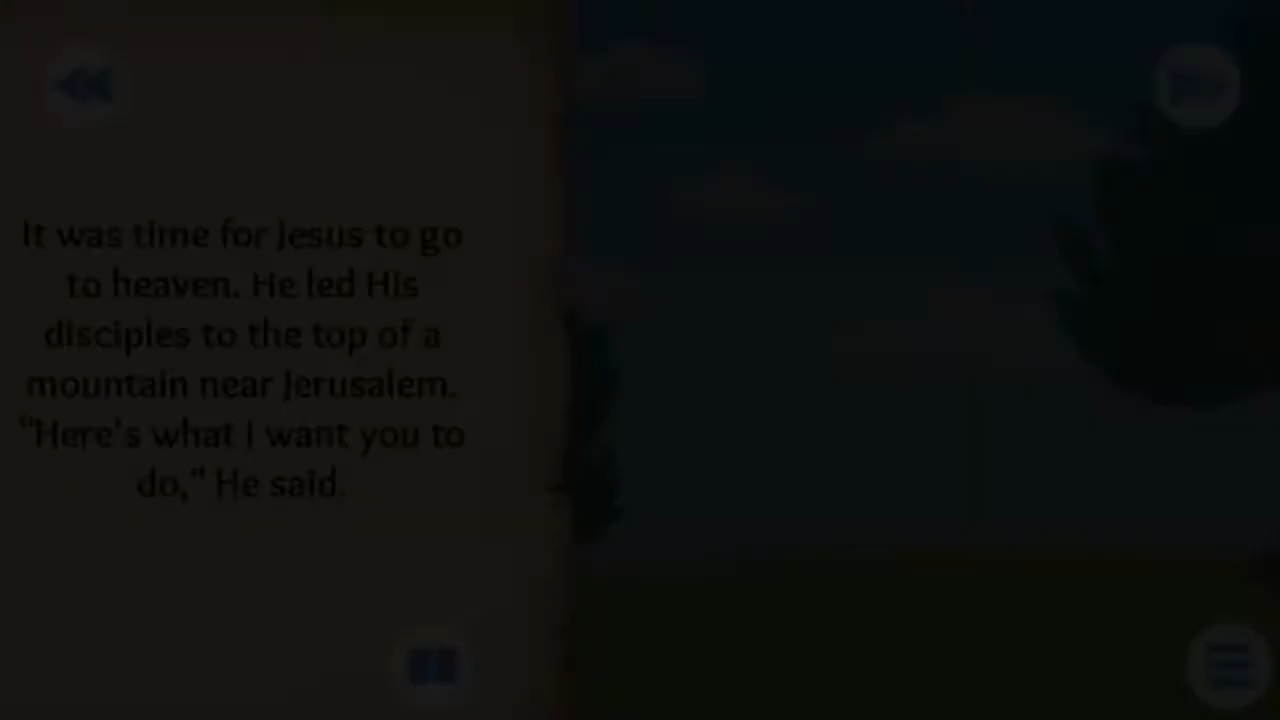 It was time for Jesus to go
to heaven. He led His
disciples to the top of a
mountain near Jerusalem.
"Here's what I want you to
do," He said.